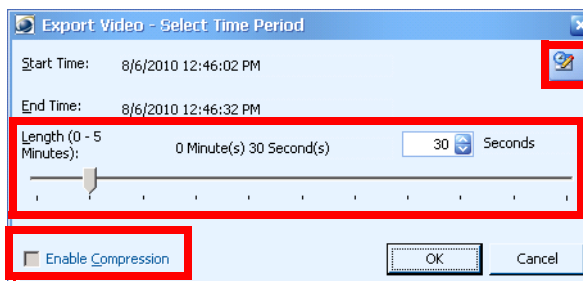 Export Video - Select Time Period
Start Time: 8/6/2010 12:46:02 PM
End Time: 8/6/2010 12:46:32 PM
Length (0 - 5
Minutes): 0 Minute(s) 30 Second(s) 30 Seconds
Enable Compression OK Cancel